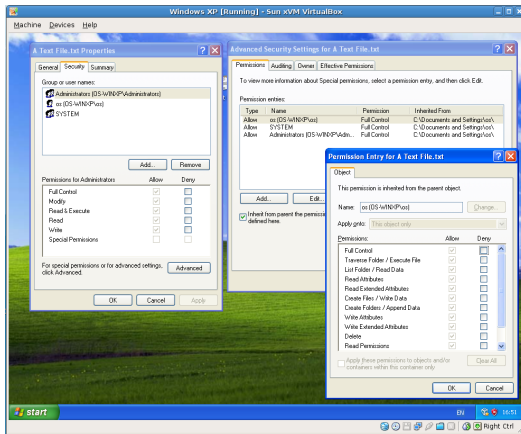 Windows XP [Running] - Sun xVM VirtualBox
Machine Devices Help
A Text File.txt Properties
General Security Summary
Group or user names:
Administrators (OS-WINXP\Administrators)
os (OS-WINXP\os)
SYSTEM
Add... Remove
Permissions for Administrators Allow Deny
Full Control
Modify
Read & Execute
Read
Write
Special Permissions
For special permissions or for advanced settings,
click Advanced.
Advanced
OK Cancel Apply
Advanced Security Settings for A Text File.txt
Permissions Auditing Owner Effective Permissions
To view more information about Special permissions, select a permission entry, and then click Edit.
Permission entries:
Type Name Permission Inherited From
Allow os (OS-WINXP\os) Full Control C:\Documents and Settings\os\
Allow SYSTEM Full Control C:\Documents and Settings\os\
Allow Administrators (OS-WINXP\Adm... Full Control C:\Documents and Settings\os\
Add... Edit...
Inherit from parent the permissio
defined here.
Permission Entry for A Text File.txt
Object
This permission is inherited from the parent object.
Name: os (OS-WINXP\os) Change...
Apply onto: This object only
Permissions: Allow Deny
Full Control
Traverse Folder / Execute File
List Folder / Read Data
Read Attributes
Read Extended Attributes
Create Files / Write Data
Create Folders / Append Data
Write Attributes
Write Extended Attributes
Delete
Read Permissions
Apply these permissions to objects and/or
containers within this container only
Clear All
OK Cancel
start
EN 16:51
Right Ctrl